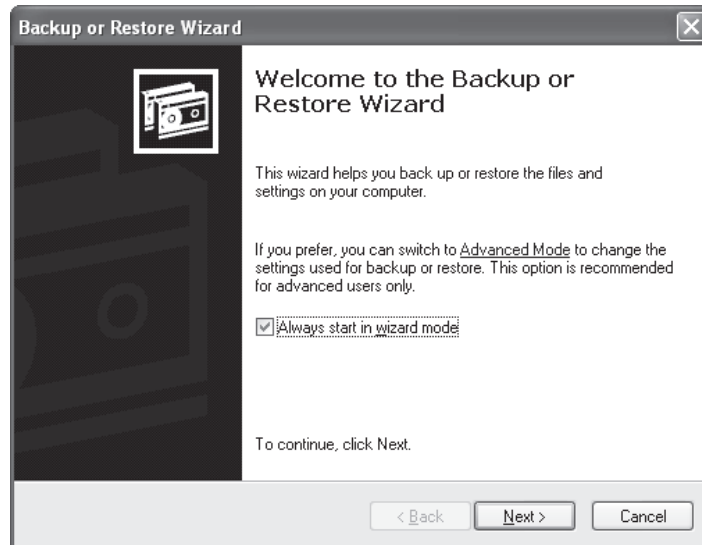 Backup or Restore Wizard
Welcome to the Backup or
Restore Wizard
This wizard helps you back up or restore the files and
settings on your computer.
If you prefer, you can switch to Advanced Mode to change the
settings used for backup or restore. This option is recommended
for advanced users only.
Always start in wizard mode
To continue, click Next.
< Back Next > Cancel